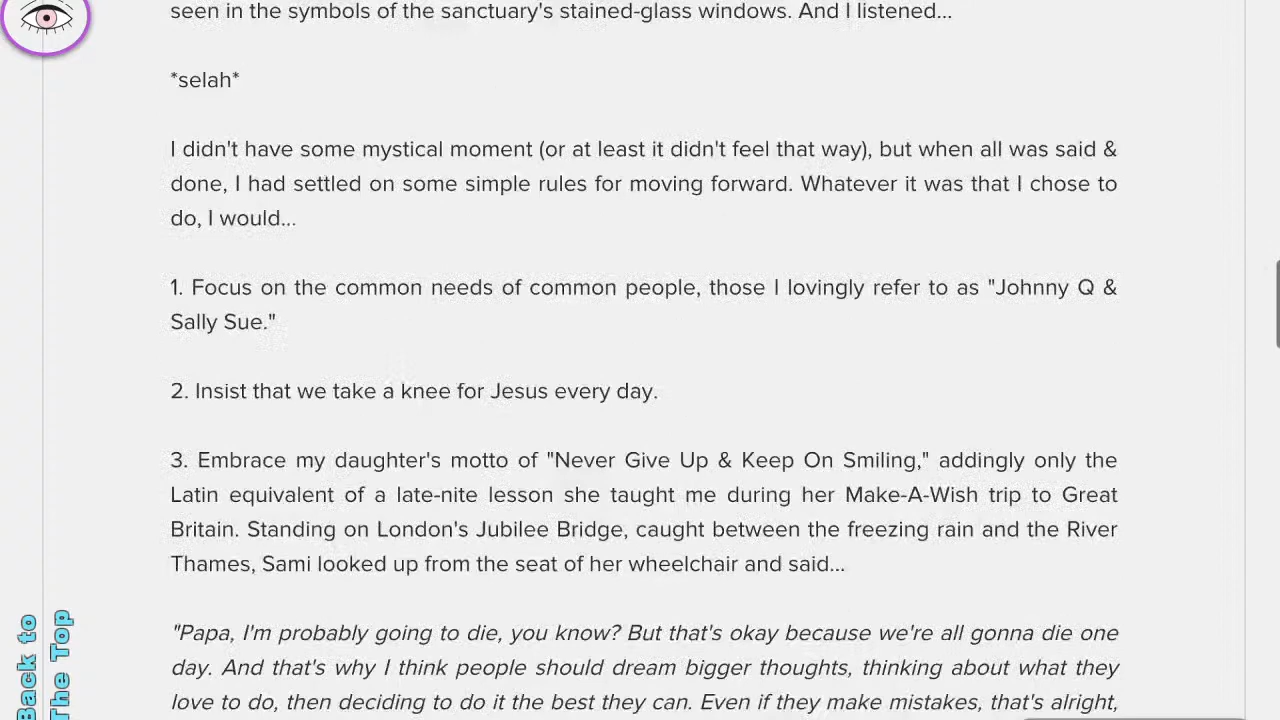 seen in the symbols of the sanctuary's stained-glass windows. And I listened...
*selah*
I didn't have some mystical moment (or at least it didn't feel that way), but when all was said &
done, I had settled on some simple rules for moving forward. Whatever it was that I chose to
do, I would...
1. Focus on the common needs of common people, those I lovingly refer to as "Johnny Q &
Sally Sue."
2. Insist that we take a knee for Jesus every day.
3. Embrace my daughter's motto of "Never Give Up & Keep On Smiling," addingly only the
Latin equivalent of a late-nite lesson she taught me during her Make-A-Wish trip to Great
Britain. Standing on London's Jubilee Bridge, caught between the freezing rain and the River
Thames, Sami looked up from the seat of her wheelchair and said...
"Papa, I'm probably going to die, you know? But that's okay because we're all gonna die one
day. And that's why I think people should dream bigger thoughts, thinking about what they
love to do, then deciding to do it the best they can. Even if they make mistakes, that's alright,
Back to
The Top